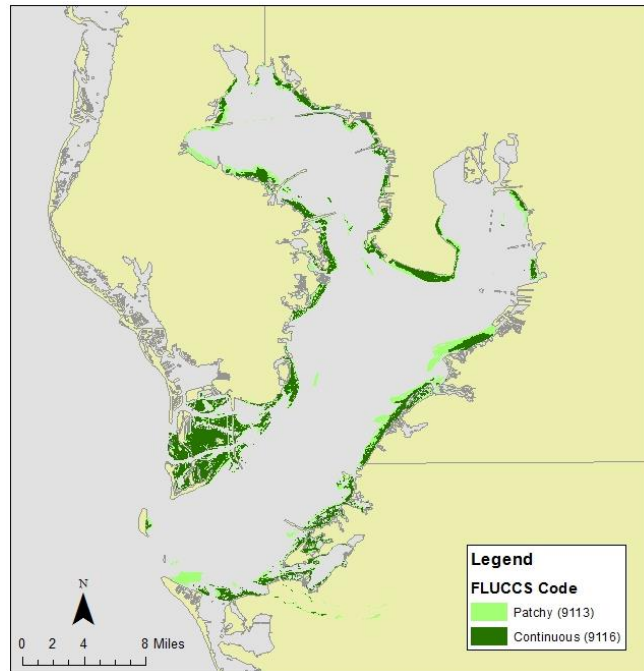 N
0 2 4 8 Miles
Legend
FLUCCS Code
Patchy (9113)
Continuous (9116)